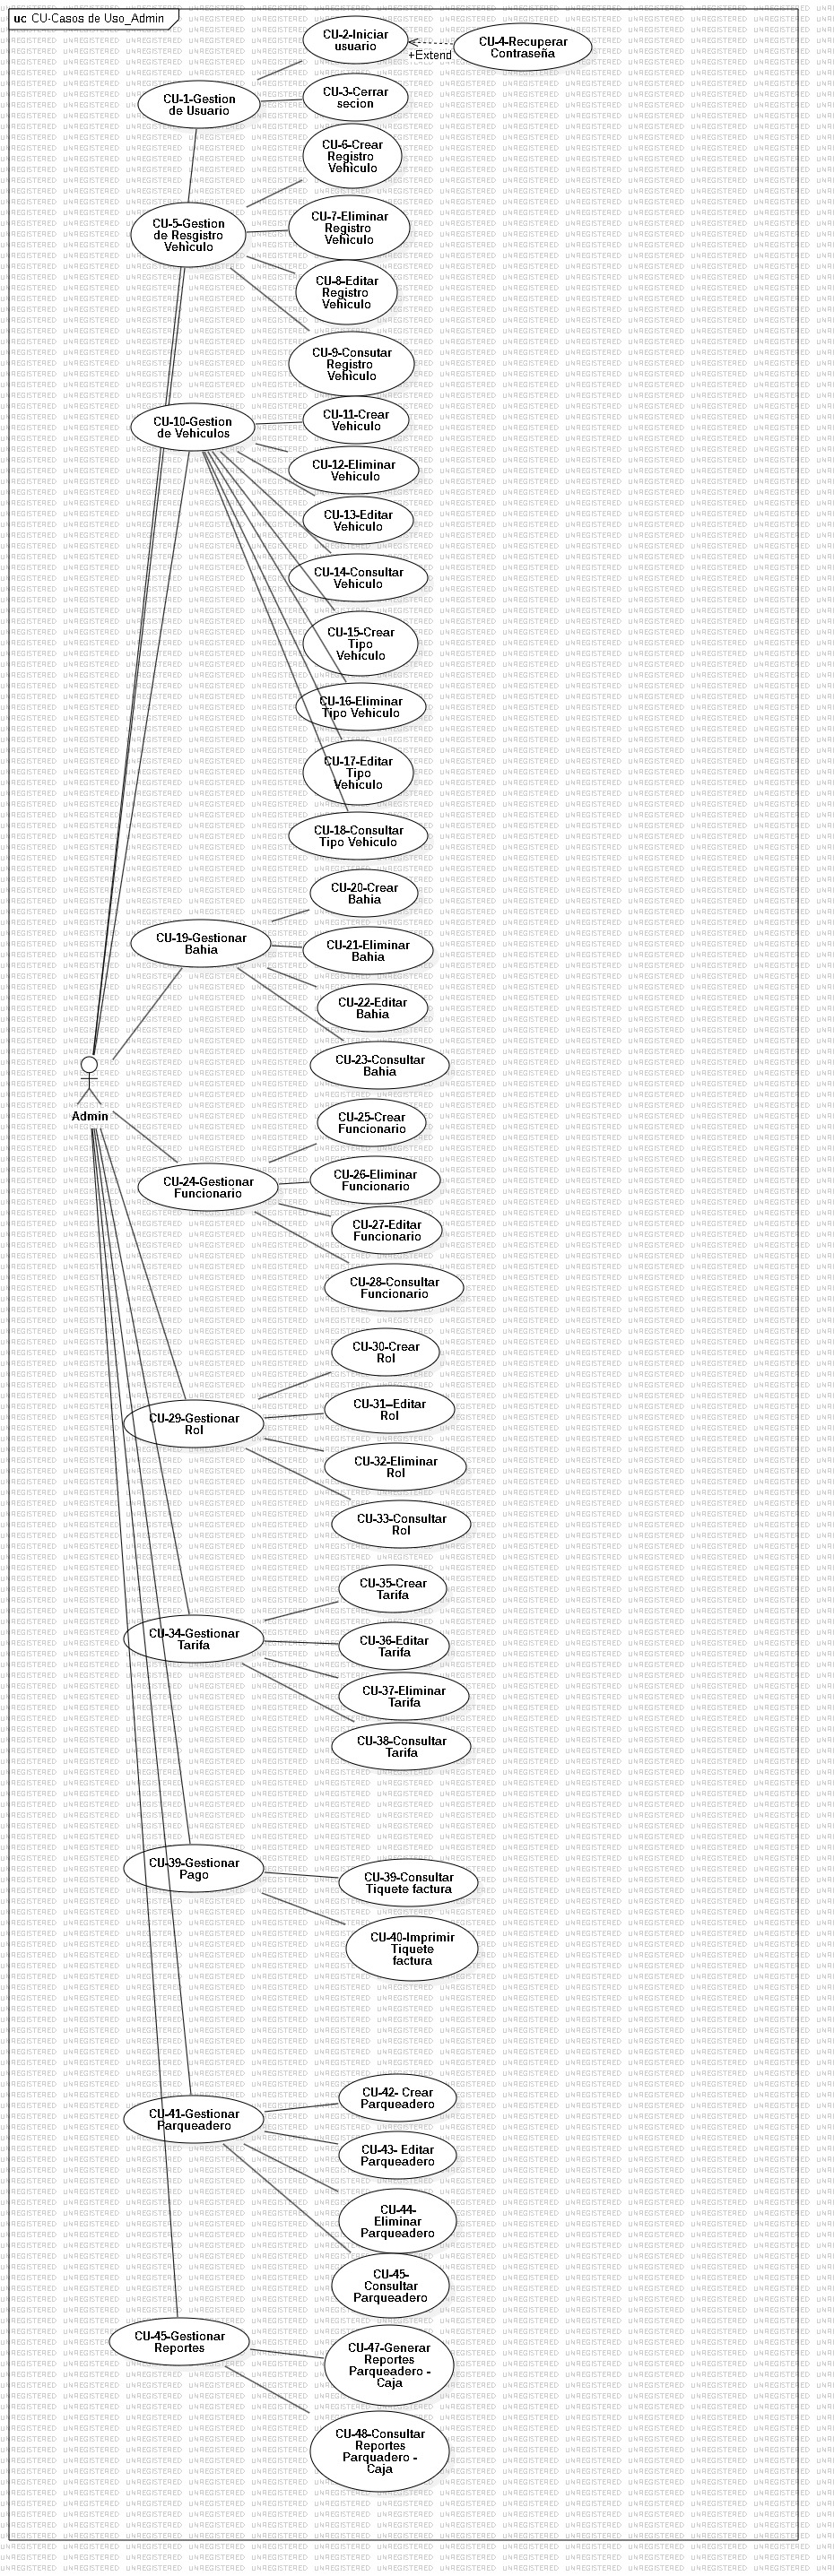 uc CU-Casos de Uso_Admin
CU-2-Iniciar
usuario
CU-4-Recuperar
Contraseña
+Extend
CU-1-Gestion
de Usuario
CU-3-Cerrar
secion
CU-6-Crear
Registro
Vehìculo
CU-5-Gestion
de Resgistro
Vehìculo
CU-7-Eliminar
Registro
Vehìculo
CU-8-Editar
Registro
Vehìculo
CU-9-Consutar
Registro
Vehìculo
CU-10-Gestion
de Vehiculos
CU-11-Crear
Vehiculo
CU-12-Eliminar
Vehiculo
CU-13-Editar
Vehiculo
CU-14-Consultar
Vehiculo
CU-15-Crear
Tipo
Vehiculo
CU-16-Eliminar
Tipo Vehiculo
CU-17-Editar
Tipo
Vehiculo
CU-18-Consultar
Tipo Vehiculo
CU-20-Crear
Bahia
CU-19-Gestionar
Bahia
CU-21-Eliminar
Bahia
CU-22-Editar
Bahia
CU-23-Consultar
Bahia
Admin
CU-25-Crear
Funcionario
CU-24-Gestionar
Funcionario
CU-26-Eliminar
Funcionario
CU-27-Editar
Funcionario
CU-28-Consultar
Funcionario
CU-30-Crear
Rol
CU-29-Gestionar
Rol
CU-31--Editar
Rol
CU-32-Eliminar
Rol
CU-33-Consultar
Rol
CU-35-Crear
Tarifa
CU-34-Gestionar
Tarifa
CU-36-Editar
Tarifa
CU-37-Eliminar
Tarifa
CU-38-Consultar
Tarifa
CU-39-Gestionar
Pago
CU-39-Consultar
Tiquete factura
CU-40-Imprimir
Tiquete
factura
CU-42- Crear
Parqueadero
CU-41-Gestionar
Parqueadero
CU-43- Editar
Parqueadero
CU-44-
Eliminar
Parqueadero
CU-45-
Consultar
Parqueadero
CU-45-Gestionar
Reportes
CU-47-Generar
Reportes
Parqueadero -
Caja
CU-48-Consultar
Reportes
Parquadero -
Caja
UNREGISTERED